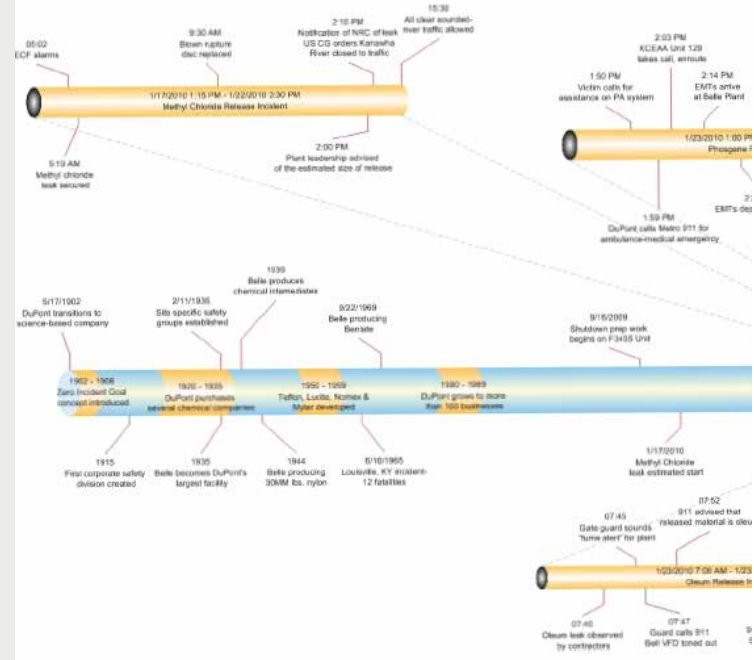 05:02
ECF alarms
9:30 AM
Blown rupture
disc replaced
2:10 PM
Notification of NRC of leak
US CG orders Kanawha
River closed to traffic
15:30
All clear sounded-
river traffic allowed
1/17/2010 1:15 PM - 1/22/2010 3:30 PM
Methyl Chloride Release Incident
5:19 AM
Methyl chloride
leak secured
2:00 PM
Plant leadership advised
of the estimated size of release
2:03 PM
KCEAA Unit 129
takes call, enroute
1:50 PM
Victim calls for
assistance on PA system
2:14 PM
EMTs arrive
at Belle Plant
1/23/2010 1:00 PM
Phosgene
1:59 PM
DuPont calls Metro 911 for
ambulance-medical emergency
EMTs
1939
Belle produces
chemical intermediates
5/17/1902
DuPont transitions to
science-based company
2/11/1936
Site specific safety
groups established
9/22/1969
Belle producing
Benlate
9/16/2009
Shutdown prep work
begins on F3455 Unit
1902 - 1906
Zero Incident Goal
concept introduced
1920 - 1935
DuPont purchases
several chemical companies
1950 - 1959
Teflon, Lucite, Nomex &
Mylar developed
1980 - 1989
DuPont grows to more
than 100 businesses
1915
First corporate safety
division created
1935
Belle becomes DuPont's
largest facility
1944
Belle producing
30MM lbs. nylon
Louisville, KY incident-
12 fatalities
1/17/2010
Methyl Chloride
leak estimated start
07:45
Gate guard sounds
"fume alert" for plant
07:52
911 advised that
released material is
1/23/2010 7:00 AM - 1/23
Oleum Release
07:40
Oleum leak observed
by contractors
07:47
Guard calls 911
Bell VFD toned out